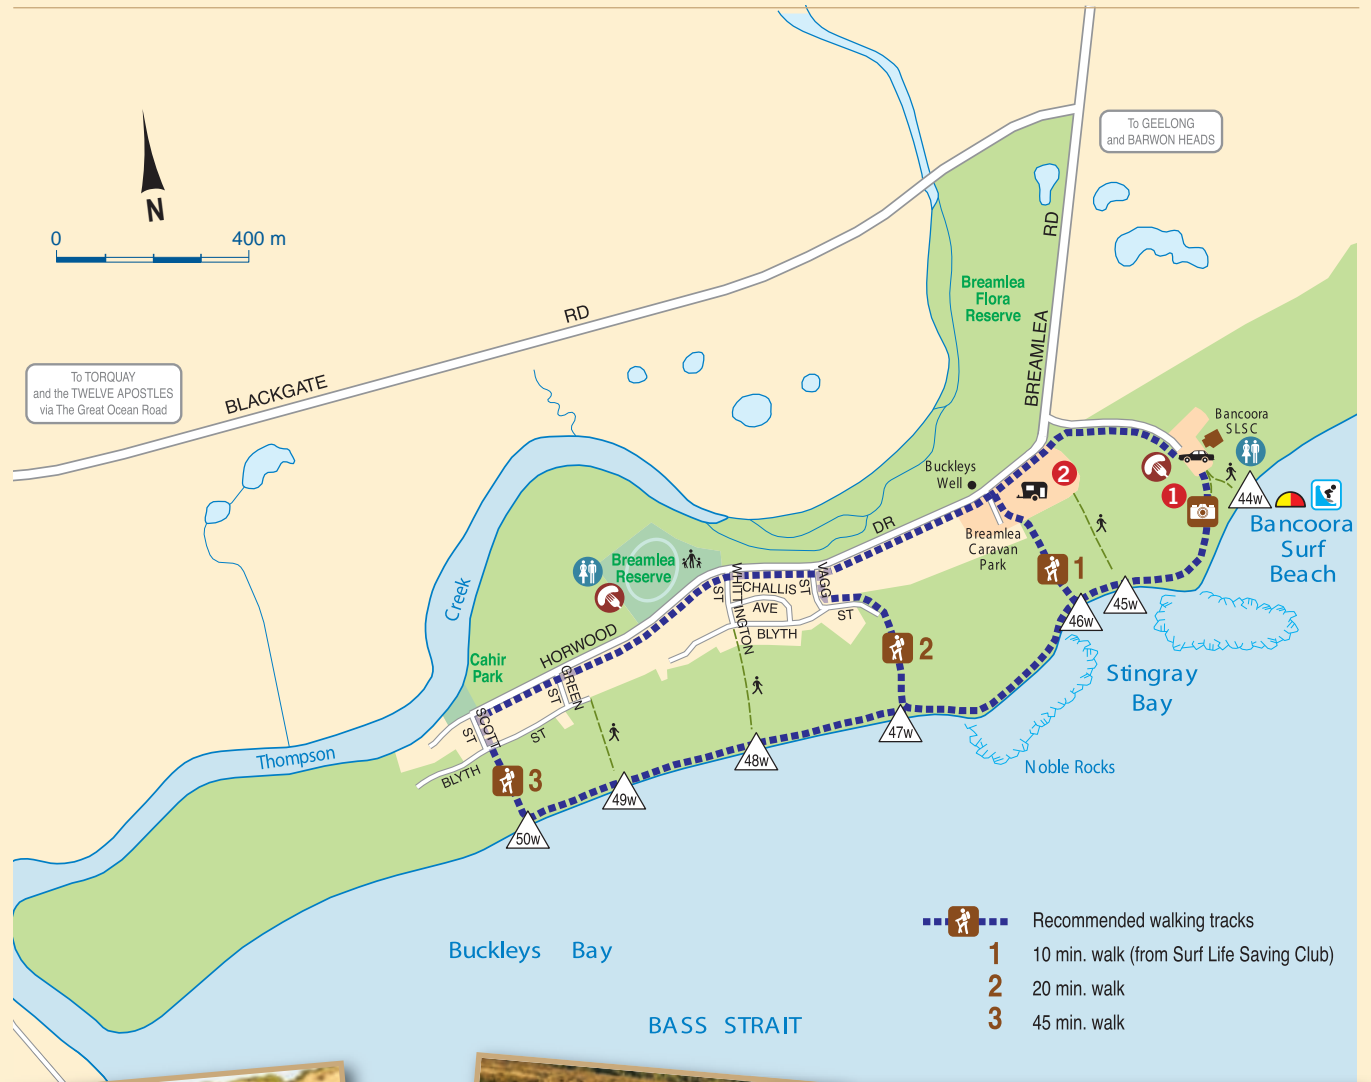 To GEELONG
and BARWON HEADS
N
0 400 m
RD
Breamlea
Flora
Reserve
BREAMLEA
RD
BLACKGATE
To TORQUAY
and the TWELVE APOSTLES
via The Great Ocean Road
Bancoora
SLSC
Buckleys
Well
2
1
44w
Bancoora
Surf
Beach
DR
Breamlea
Caravan
Park
1
Breamlea
Reserve
Creek
WHITTINGTON
ST
CHALLIS
AVE
ST
VAGG
BLYTH
ST
45w
46w
HORWOOD
2
Cahir
Park
GREEN
ST
Stingray
Bay
SCOTT
ST
ST
BLYTH
47w
Thompson
48w
Noble Rocks
3
49w
50w
Recommended walking tracks
1 10 min. walk (from Surf Life Saving Club)
2 20 min. walk
3 45 min. walk
Buckleys Bay
BASS STRAIT